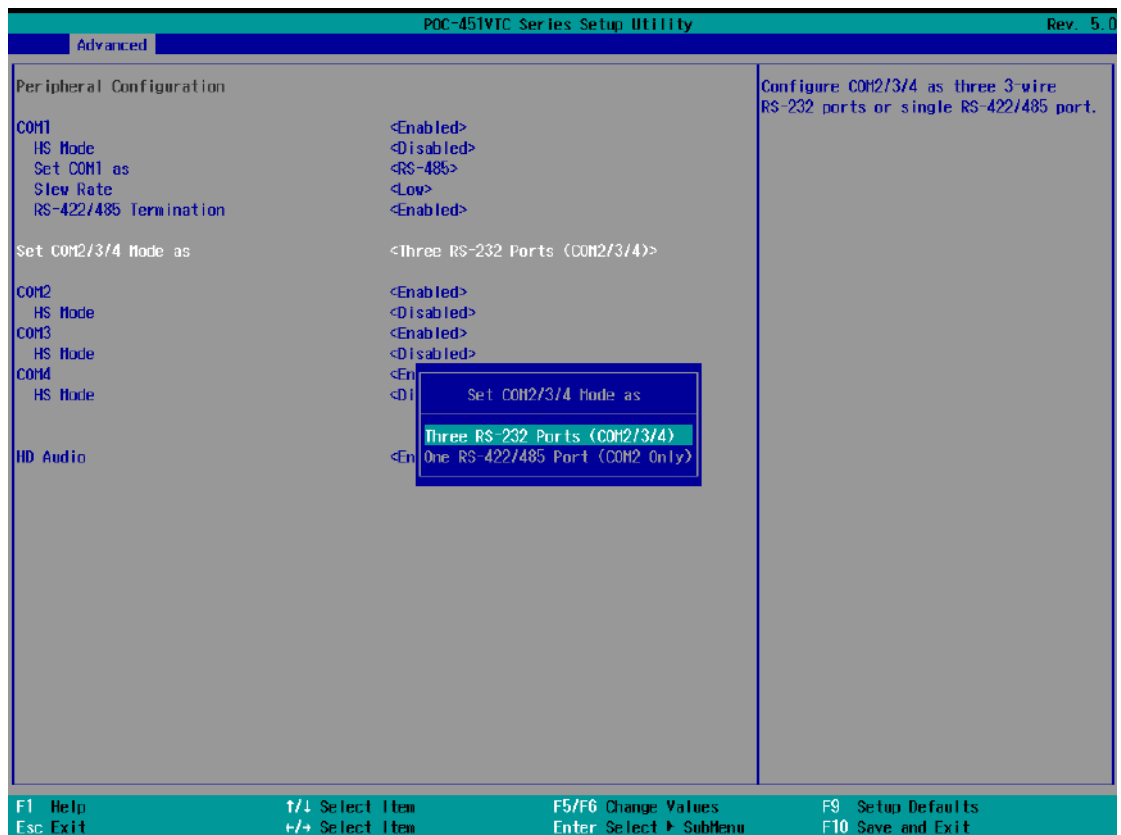 POC-451VTC Series Setup Utility Rev. 5.0
Advanced
Peripheral Configuration
COM1 <Enabled>
HS Mode <Disabled>
Set COM1 as <RS-485>
Slew Rate <Low>
RS-422/485 Termination <Enabled>
Set COM2/3/4 Mode as <Three RS-232 Ports (COM2/3/4)>
COM2 <Enabled>
HS Mode <Disabled>
COM3 <Enabled>
HS Mode <Disabled>
COM4 <En
HS Mode <Di
HD Audio <En
Set COM2/3/4 Mode as
Three RS-232 Ports (COM2/3/4)
One RS-422/485 Port (COM2 Only)
Configure COM2/3/4 as three 3-wire
RS-232 ports or single RS-422/485 port.
F1 Help ↑/↓ Select Item F5/F6 Change Values F9 Setup Defaults
Esc Exit ←/→ Select Item Enter Select ▶ SubMenu F10 Save and Exit